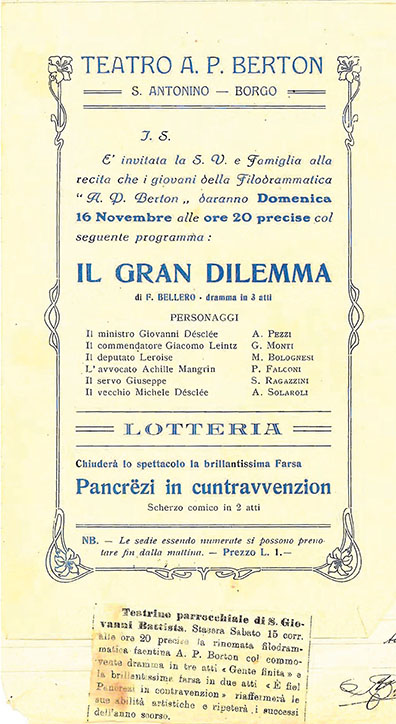 TEATRO A. P. BERTON
S. ANTONINO — BORGO
I. S.
E' invitata la S. V. e Famiglia alla
recita che i giovani della Filodrammatica
"A. P. Berton„ daranno Domenica
16 Novembre alle ore 20 precise col
seguente programma :
IL GRAN DILEMMA
di F. BELLERO - dramma in 3 atti
PERSONAGGI
Il ministro Giovanni Désclée A. PEZZI
Il commendatore Giacomo Leintz G. MONTI
Il deputato Leroise M. BOLOGNESI
L'avvocato Achille Mangrin P. FALCONI
Il servo Giuseppe S. RAGAZZINI
Il vecchio Michele Désclée A. SOLAROLI
LOTTERIA
Chiuderà lo spettacolo la brillantissima Farsa
Pancrëzi in cuntravvenzion
Scherzo comico in 2 atti
NB. - Le sedie essendo numerate si possono preno-
tare fin dalla mattina. - Prezzo L. 1.—
Teatrino parrocchiale di S. Gio-
vanni Battista. Stasera Sabato 15 corr.
alle ore 20 precise la rinomata filodram-
matica faentina A. P. Borton col commo-
vente dramma in tre atti «Gente finita» e
la brillantissima farsa in due atti «È fiel
Pancrëzi in contravenzion» riaffermerà le
sue abilità artistiche e ripeterà i successi
dell'anno scorso.